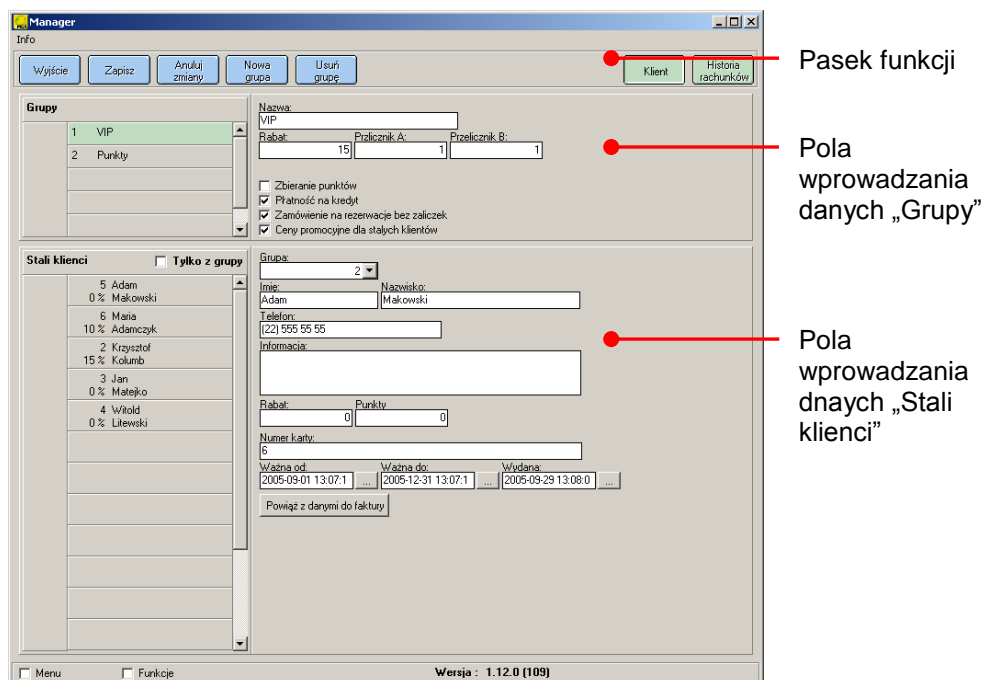 Manager
Info
Wyjście
Zapisz
Anuluj
zmiany
Nowa
grupa
Usuń
grupę
Klient
Historia
rachunków
Pasek funkcji
Grupy
1 VIP
2 Punkty
Nazwa:
VIP
Rabat: Przlicznik A: Przelicznik B:
15 1 1
Zbieranie punktów
Płatność na kredyt
Zamówienie na rezerwacje bez zaliczek
Ceny promocyjne dla stalych klientów
Pola
wprowadzania
danych „Grupy”
Stali klienci Tylko z grupy
5 Adam
0 % Makowski
6 Maria
10 % Adamczyk
2 Krzysztof
15 % Kolumb
3 Jan
0 % Matejko
4 Witold
0 % Litewski
Grupa:
2
Imię: Nazwisko:
Adam Makowski
Telefon:
(22) 555 55 55
Informacja:
Rabat: Punkty
0 0
Numer karty:
6
Ważna od: Ważna do: Wydana:
2005-09-01 13:07:1 ... 2005-12-31 13:07:1 ... 2005-09-29 13:08:0 ...
Powiąż z danymi do faktury
Pola
wprowadzania
dnaych „Stali
klienci”
Menu Funkcje Wersja : 1.12.0 (109)